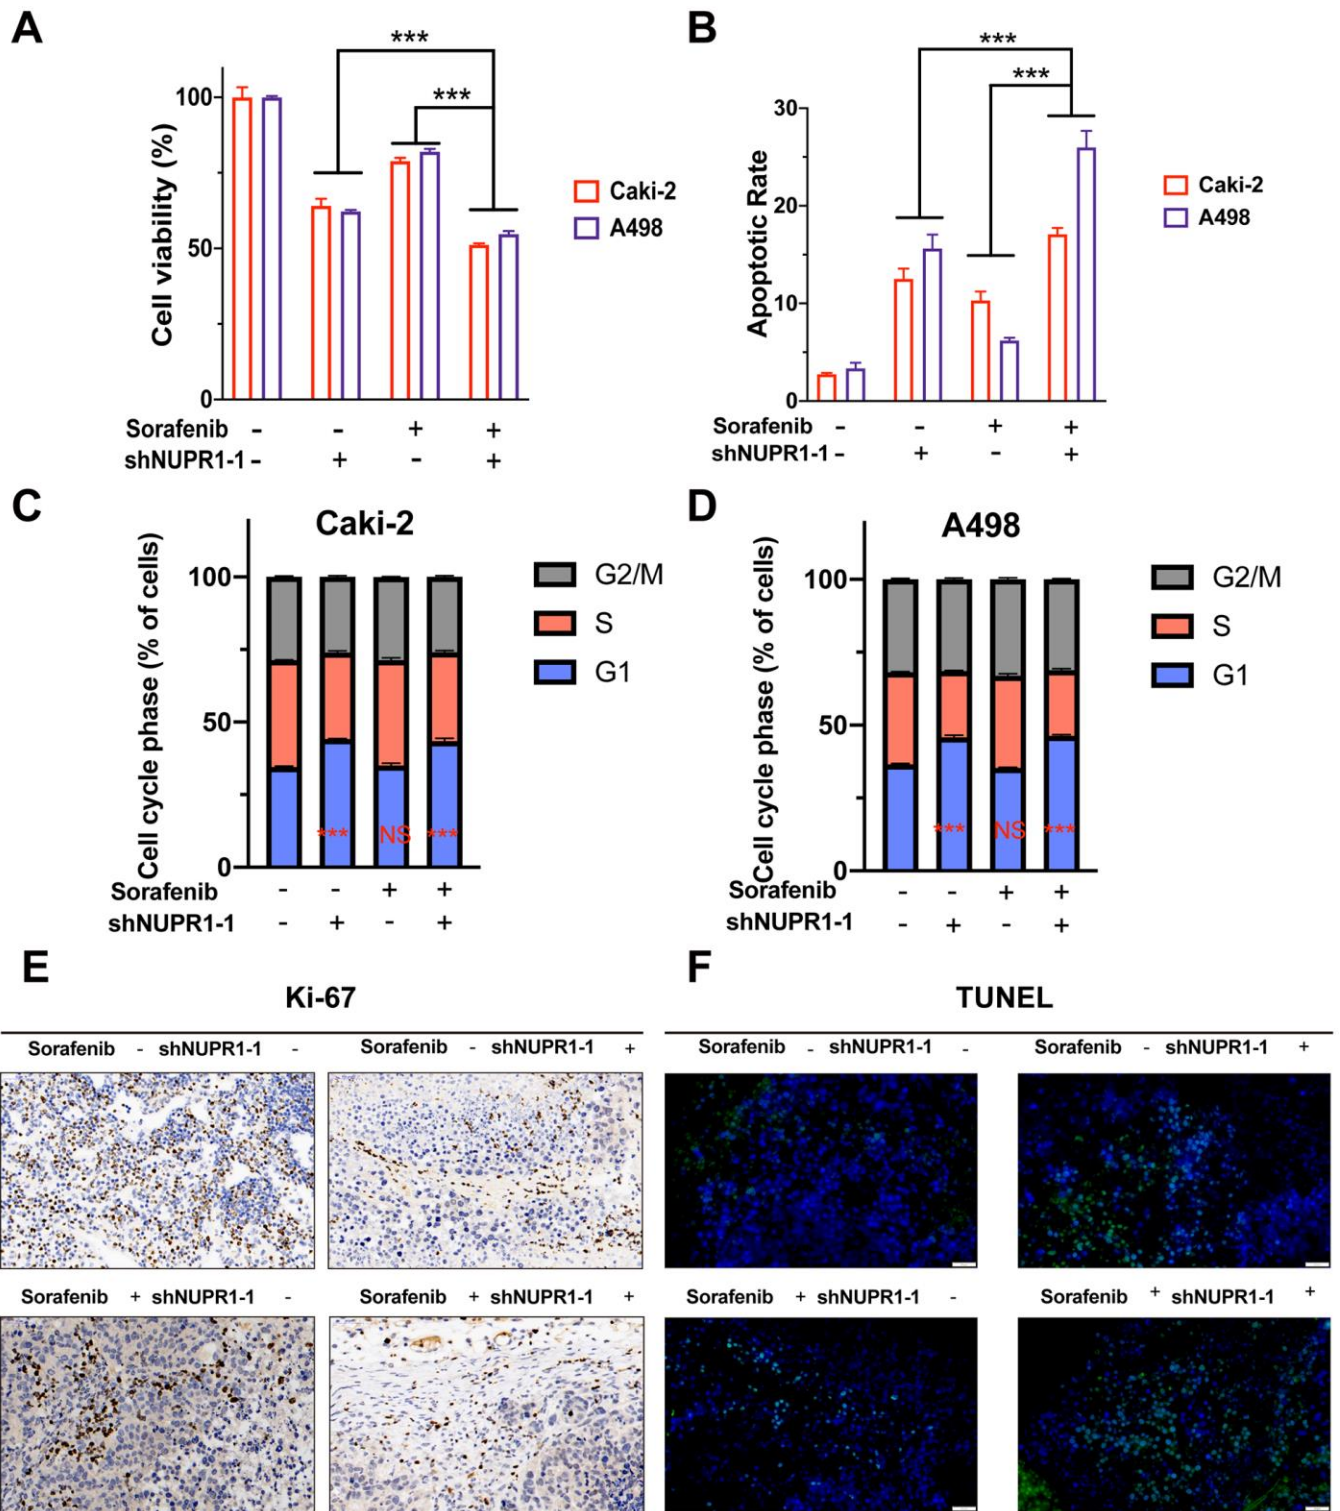 A
B
***
***
***
***
100
50
0
Cell viability (%)
Caki-2
A498
30
20
10
0
Apoptotic Rate
Caki-2
A498
Sorafenib - - + +
shNUPR1-1 - + - +
Sorafenib - - + +
shNUPR1-1 - + - +
C
D
Caki-2
A498
Cell cycle phase (% of cells)
100
50
0
*** NS ***
G2/M
S
G1
Cell cycle phase (% of cells)
100
50
0
*** NS ***
G2/M
S
G1
Sorafenib - - + +
shNUPR1-1 - + - +
Sorafenib - - + +
shNUPR1-1 - + - +
E
F
Ki-67
TUNEL
Sorafenib - shNUPR1-1 -
Sorafenib - shNUPR1-1 +
Sorafenib - shNUPR1-1 -
Sorafenib - shNUPR1-1 +
Sorafenib + shNUPR1-1 -
Sorafenib + shNUPR1-1 +
Sorafenib + shNUPR1-1 -
Sorafenib + shNUPR1-1 +